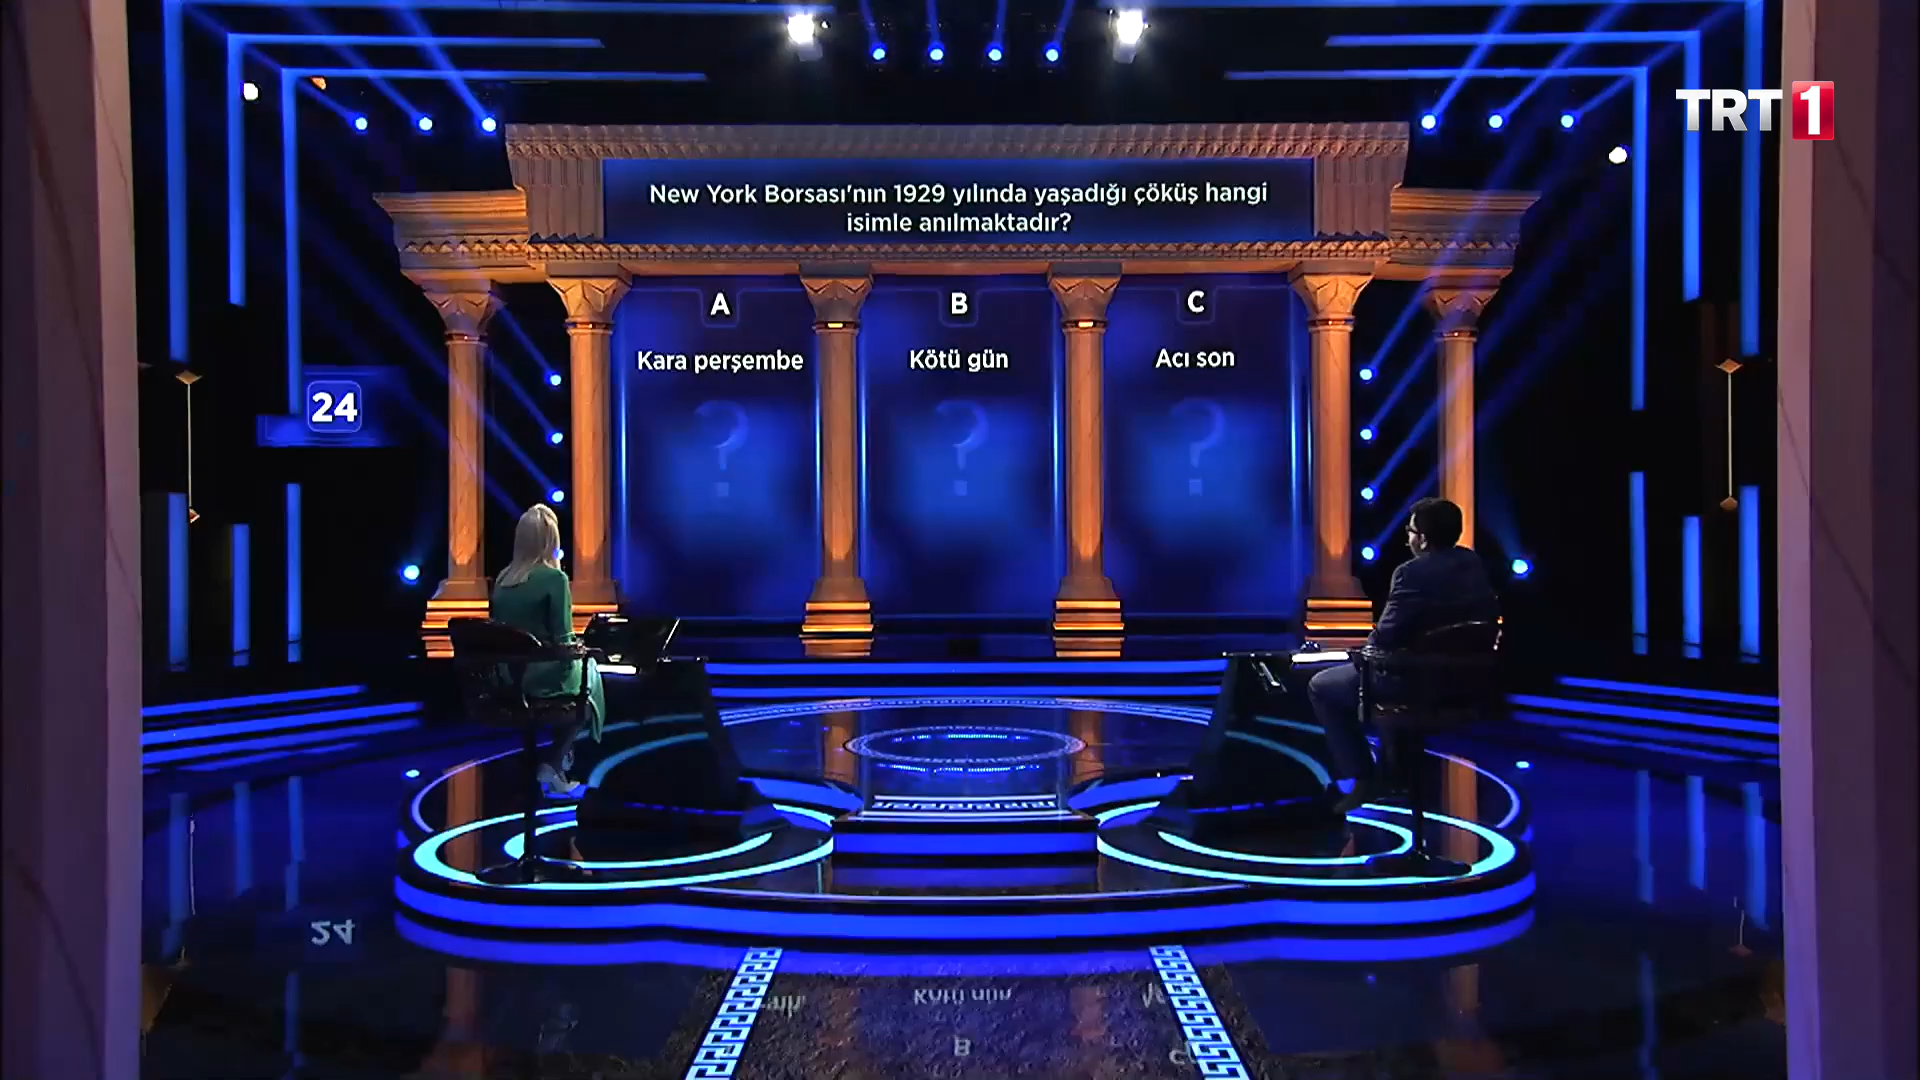 TRT 1
New York Borsası'nın 1929 yılında yaşadığı çöküş hangi
isimle anılmaktadır?
A
Kara perşembe
B
Kötü gün
C
Acı son
24